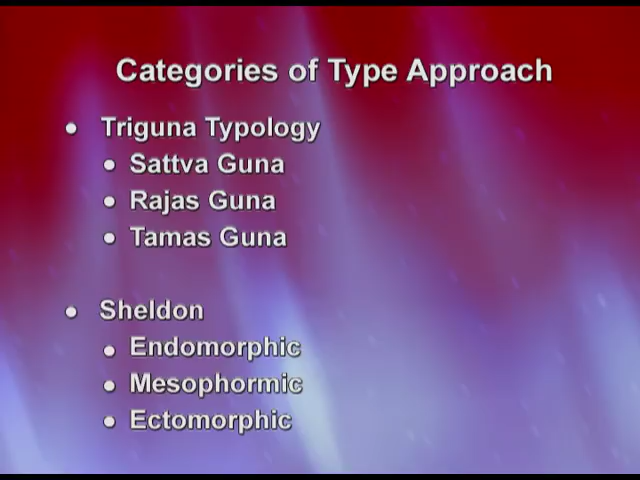 Categories of Type Approach
• Triguna Typology
• Sattva Guna
• Rajas Guna
• Tamas Guna
• Sheldon
• Endomorphic
• Mesophormic
• Ectomorphic